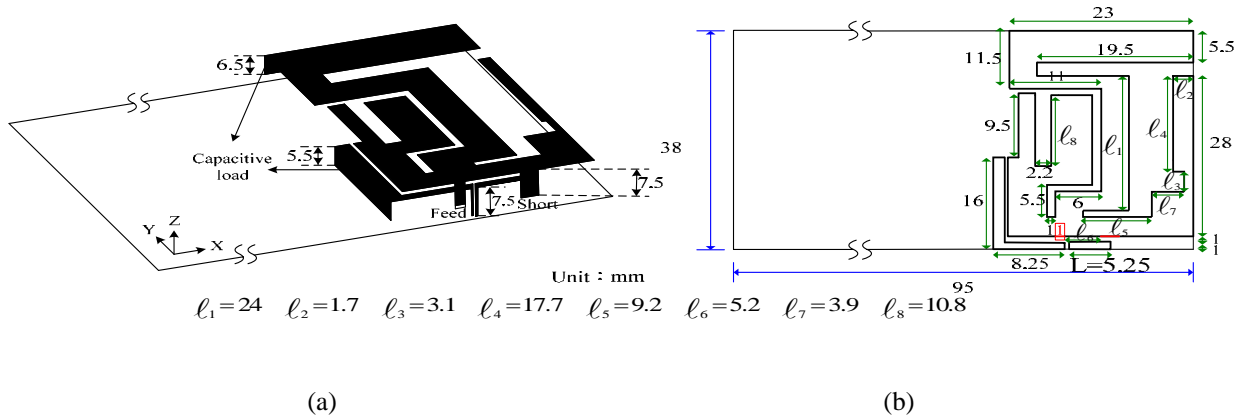 6.5
5.5
Capacitive
load
Feed
Short
7.5
7.5
Z
Y
X
(a)
23
19.5
5.5
11.5
11
ℓ2
9.5
ℓ8
ℓ1
ℓ4
28
38
2.2
ℓ3
5.5
6
ℓ7
16
1
1
ℓ6
ℓ5
1
1
8.25
L=5.25
95
Unit：mm
ℓ1=24 ℓ2=1.7 ℓ3=3.1 ℓ4=17.7 ℓ5=9.2 ℓ6=5.2 ℓ7=3.9 ℓ8=10.8
(b)